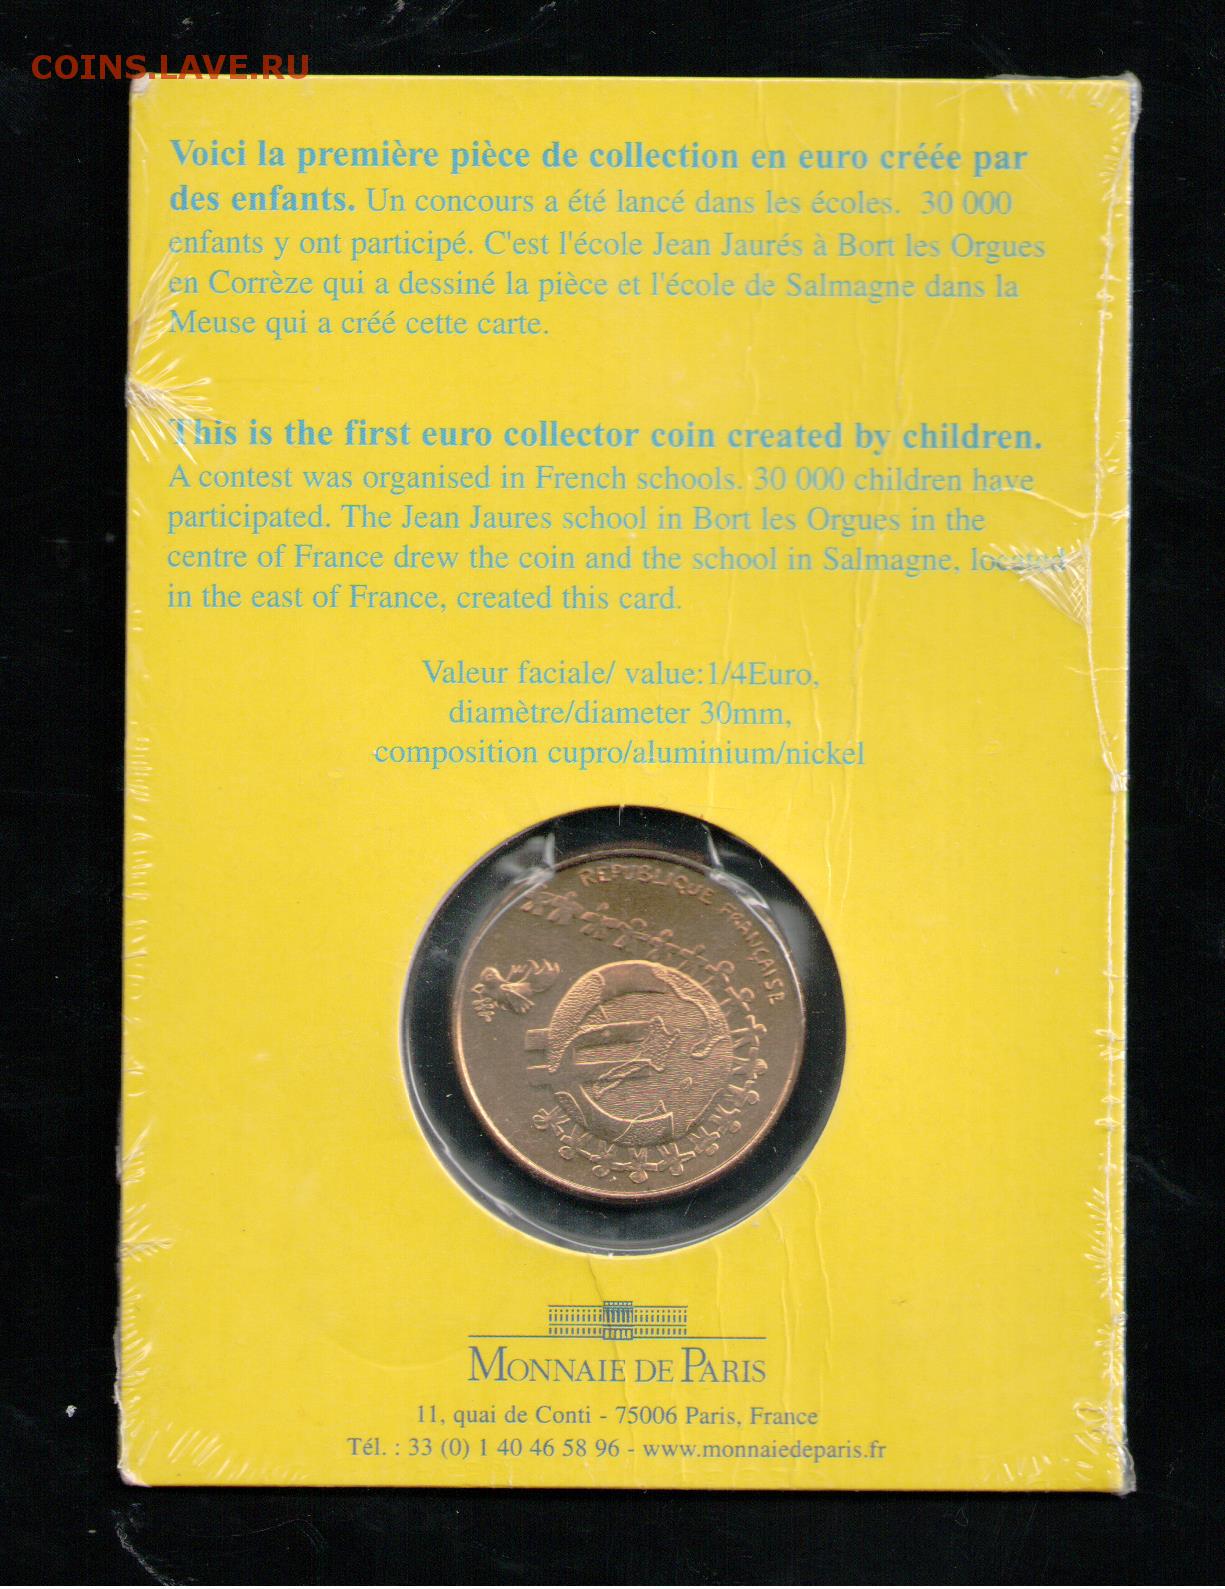 COINS.LAVE.RU
Voici la première pièce de collection en euro créée par
des enfants. Un concours a été lancé dans les écoles. 30 000
enfants y ont participé. C'est l'école Jean Jaurés à Bort les Orgues
en Corrèze qui a dessiné la pièce et l'école de Salmagne dans la
Meuse qui a créé cette carte.
This is the first euro collector coin created by children.
A contest was organised in French schools. 30 000 children have
participated. The Jean Jaures school in Bort les Orgues in the
centre of France drew the coin and the school in Salmagne, located
in the east of France, created this card.
Valeur faciale/ value:1/4Euro,
diamètre/diameter 30mm,
composition cupro/aluminium/nickel
REPUBLIQUE FRANÇAISE
MONNAIE DE PARIS
11, quai de Conti - 75006 Paris, France
Tél. : 33 (0) 1 40 46 58 96 - www.monnaiedeparis.fr